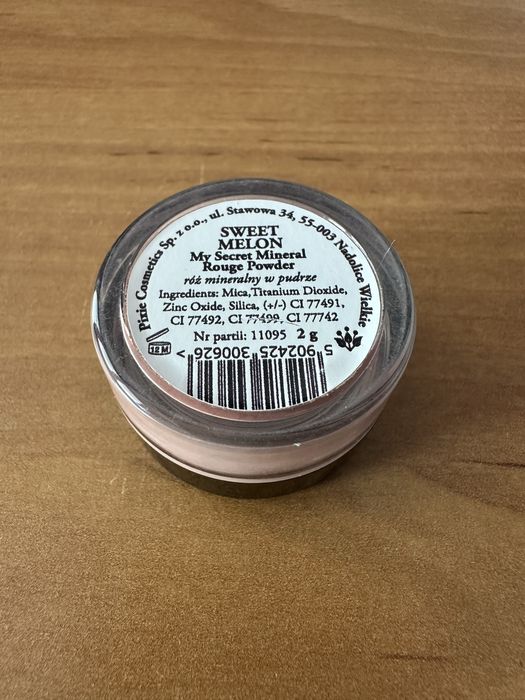 Pixie Cosmetics Sp. z o.o., ul. Stawowa 34, 55-003 Nadolice Wielkie
SWEET
MELON
My Secret Mineral
Rouge Powder
róż mineralny w pudrze
Ingredients: Mica,Titanium Dioxide,
Zinc Oxide, Silica, (+/-) CI 77491,
CI 77492, CI 77499, CI 77742
Nr partii: 11095 2 g
12 M
5 902425 300626 >